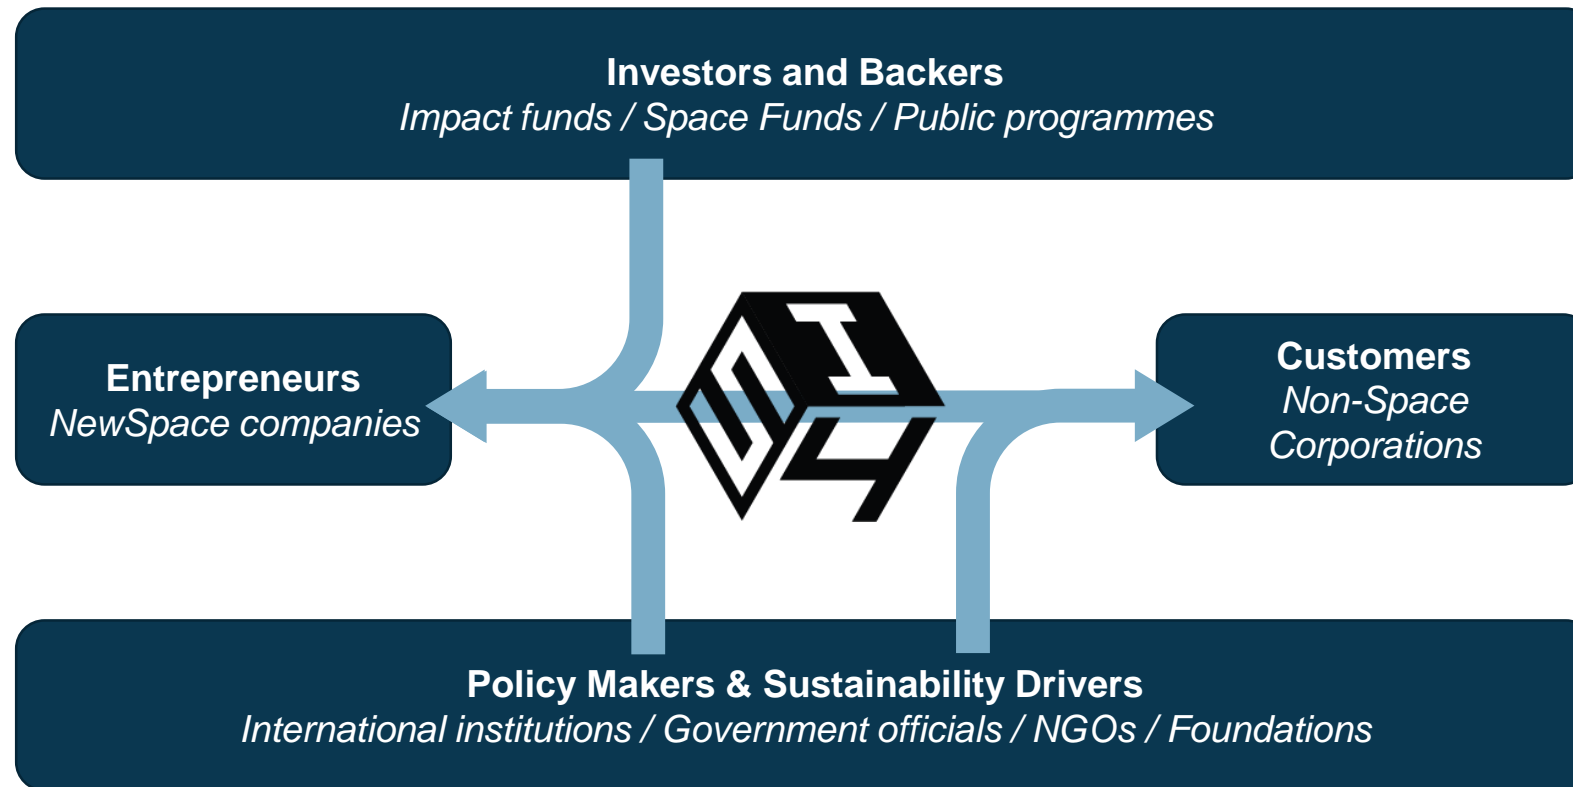 Investors and Backers
Impact funds / Space Funds / Public programmes
Entrepreneurs
NewSpace companies
Customers
Non-Space
Corporations
Policy Makers & Sustainability Drivers
International institutions / Government officials / NGOs / Foundations